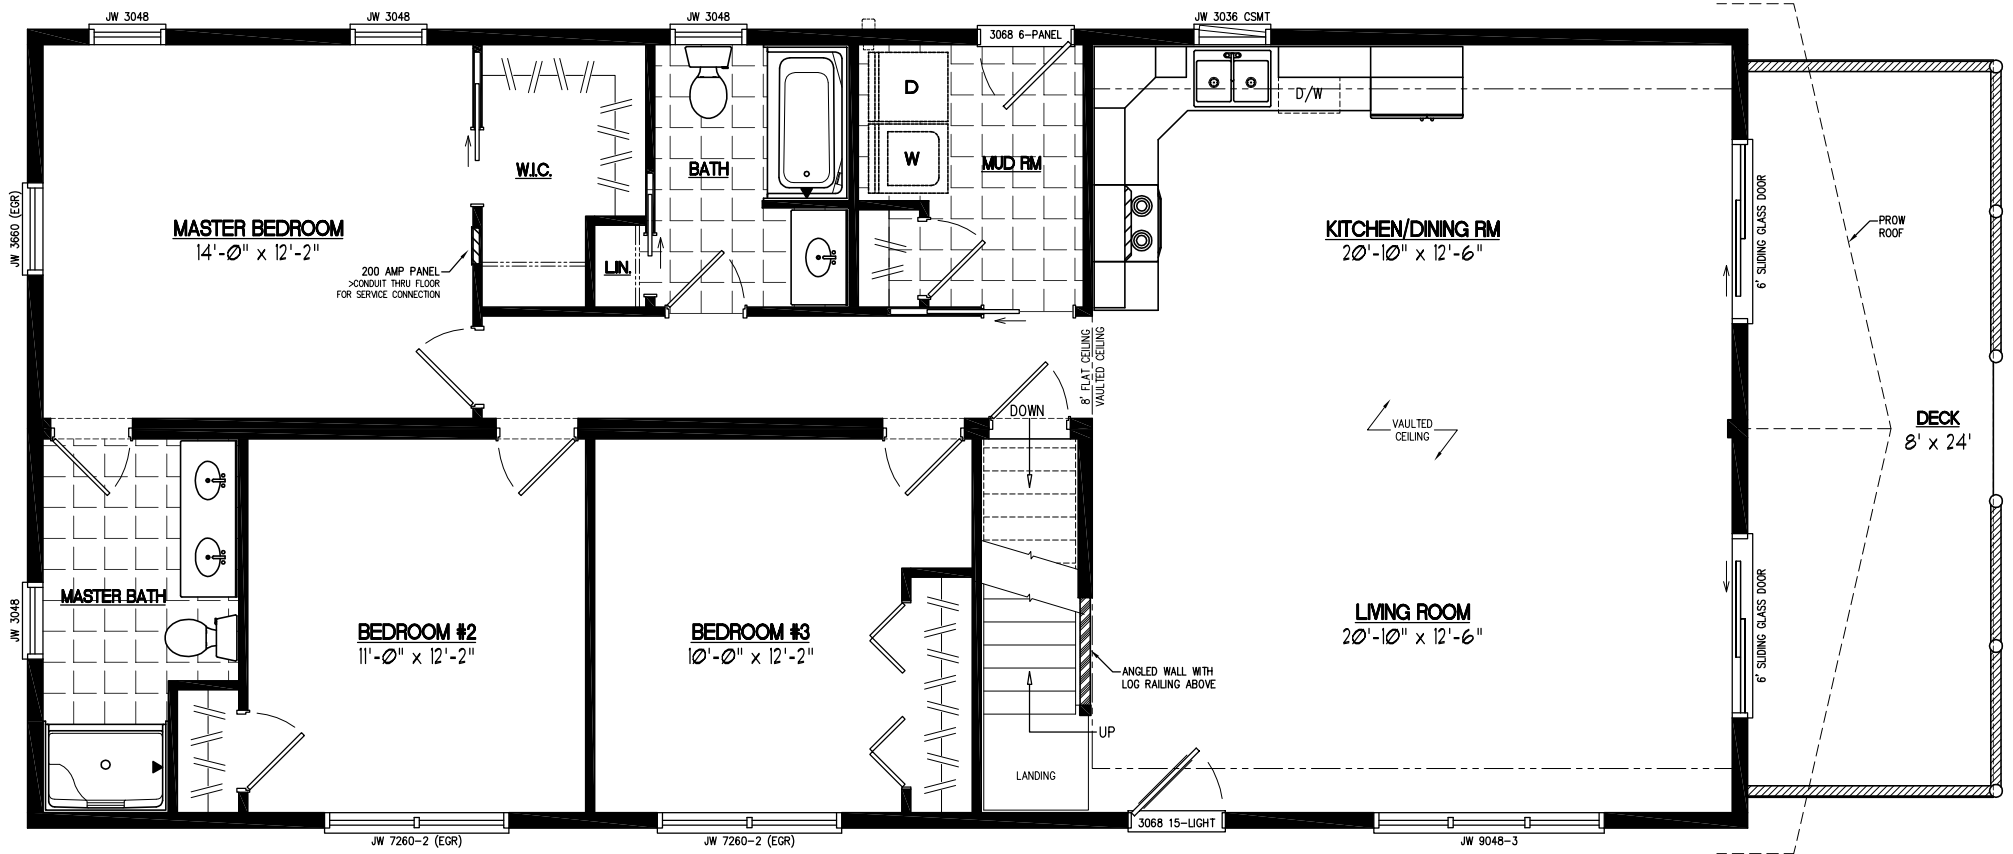 JW 3048
JW 3048
JW 3048
3068 6-PANEL
JW 3036 CSMT
D
D/W
W
MUD RM
W.I.C.
BATH
JW 3660 (EGR)
MASTER BEDROOM
14'-0" x 12'-2"
200 AMP PANEL
>CONDUIT THRU FLOOR
FOR SERVICE CONNECTION
LIN.
KITCHEN/DINING RM
20'-10" x 12'-6"
6' SLIDING GLASS DOOR
PROW
ROOF
8' FLAT CEILING
VAULTED CEILING
DOWN
VAULTED
CEILING
DECK
8' x 24'
JW 3048
MASTER BATH
BEDROOM #2
11'-0" x 12'-2"
BEDROOM #3
10'-0" x 12'-2"
LIVING ROOM
20'-10" x 12'-6"
6' SLIDING GLASS DOOR
ANGLED WALL WITH
LOG RAILING ABOVE
UP
LANDING
3068 15-LIGHT
JW 7260-2 (EGR)
JW 7260-2 (EGR)
JW 9048-3